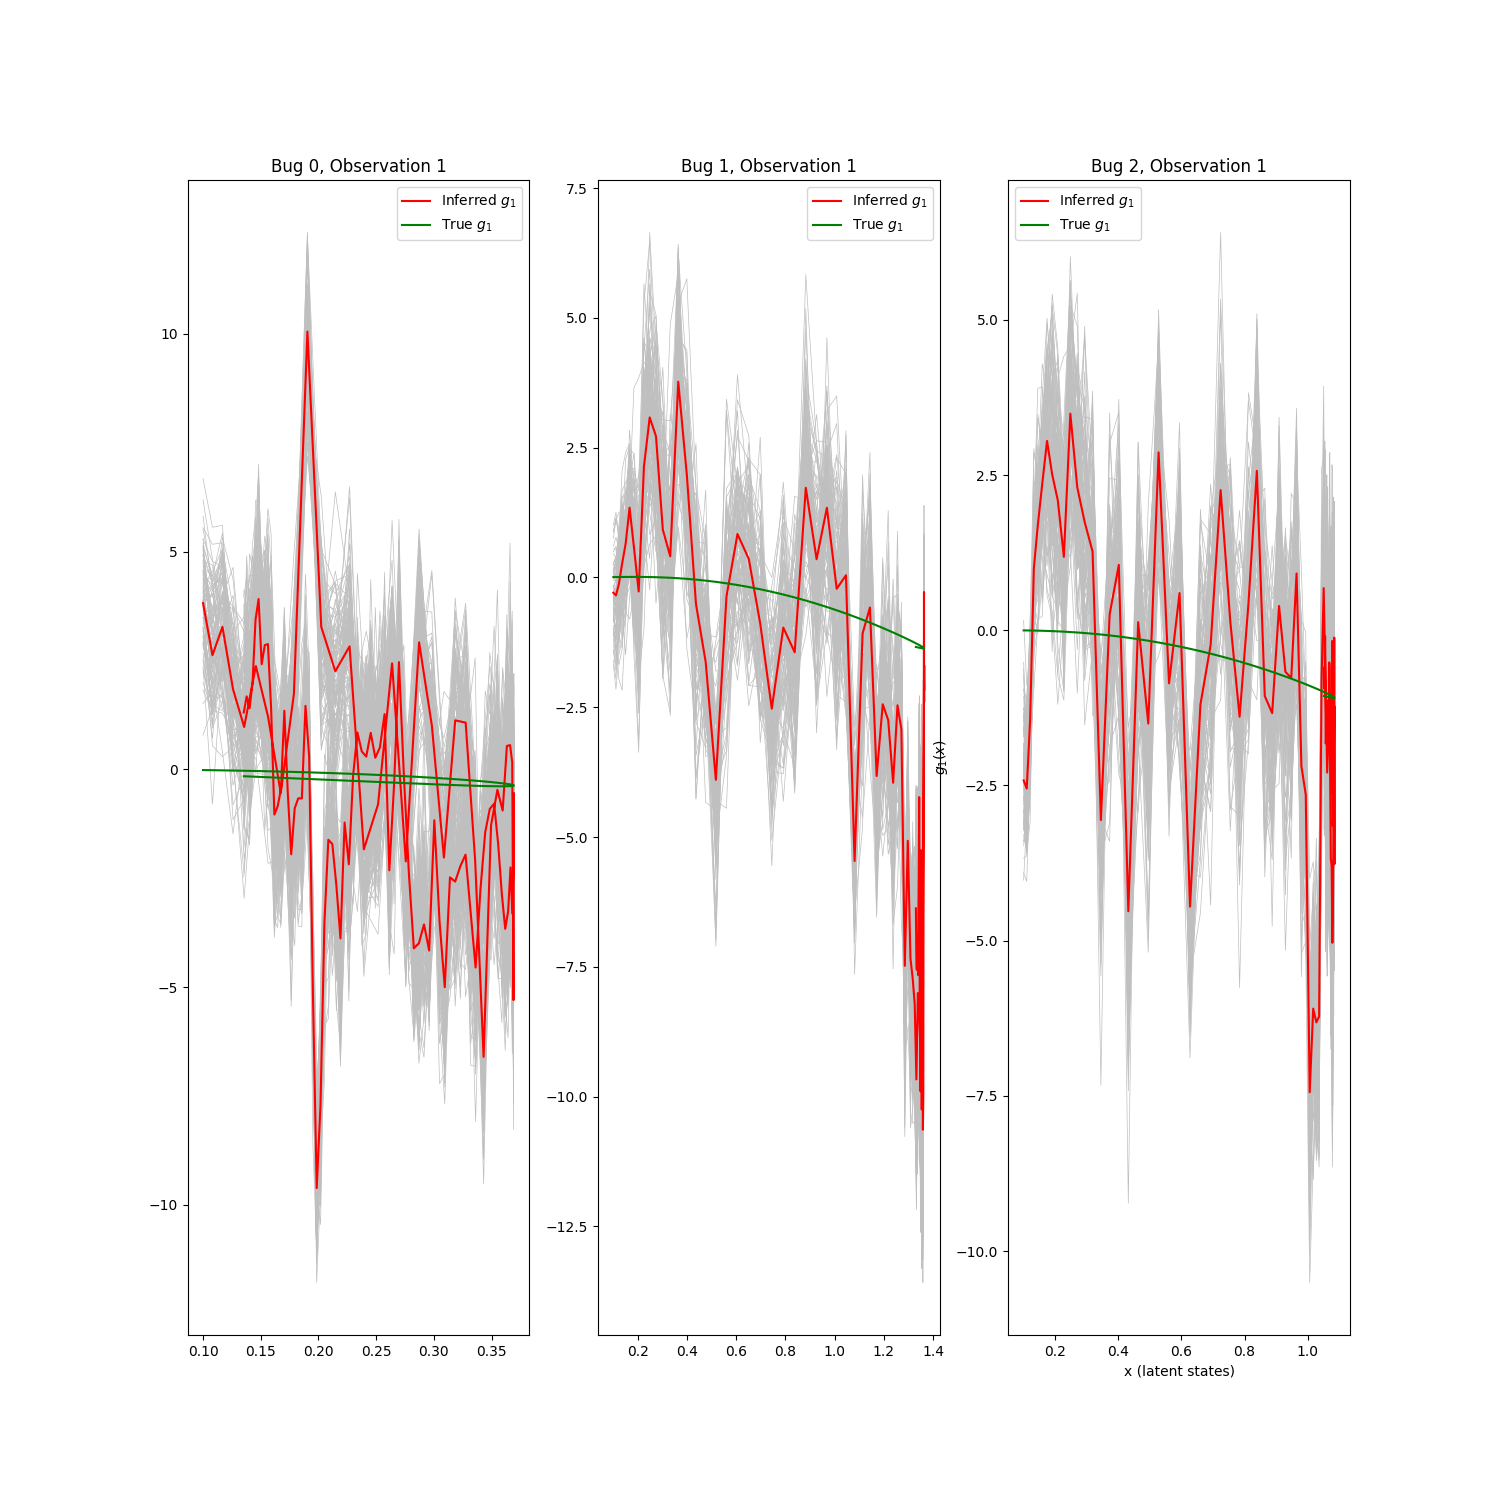 Bug 0, Observation 1
Inferred g₁
True g₁
10
5
0
−5
−10
0.10 0.15 0.20 0.25 0.30 0.35
Bug 1, Observation 1
Inferred g₁
True g₁
7.5
5.0
2.5
0.0
−2.5
−5.0
−7.5
−10.0
−12.5
0.2 0.4 0.6 0.8 1.0 1.2 1.4
Bug 2, Observation 1
Inferred g₁
True g₁
g₁(x)
5.0
2.5
0.0
−2.5
−5.0
−7.5
−10.0
0.2 0.4 0.6 0.8 1.0
x (latent states)